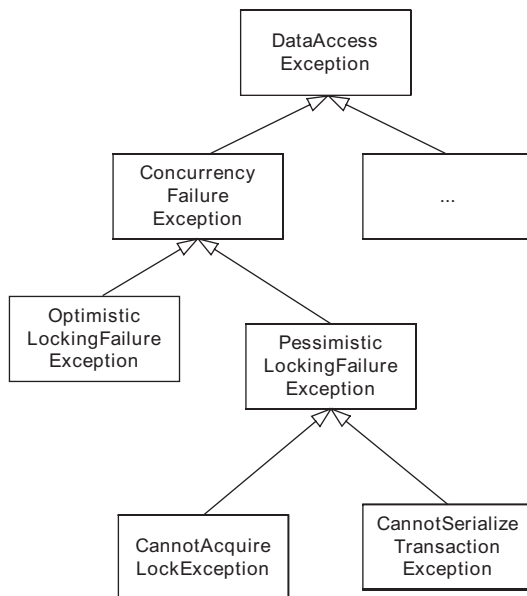 DataAccess
Exception
Concurrency
Failure
Exception
...
Optimistic
LockingFailure
Exception
Pessimistic
LockingFailure
Exception
CannotAcquire
LockException
CannotSerialize
Transaction
Exception